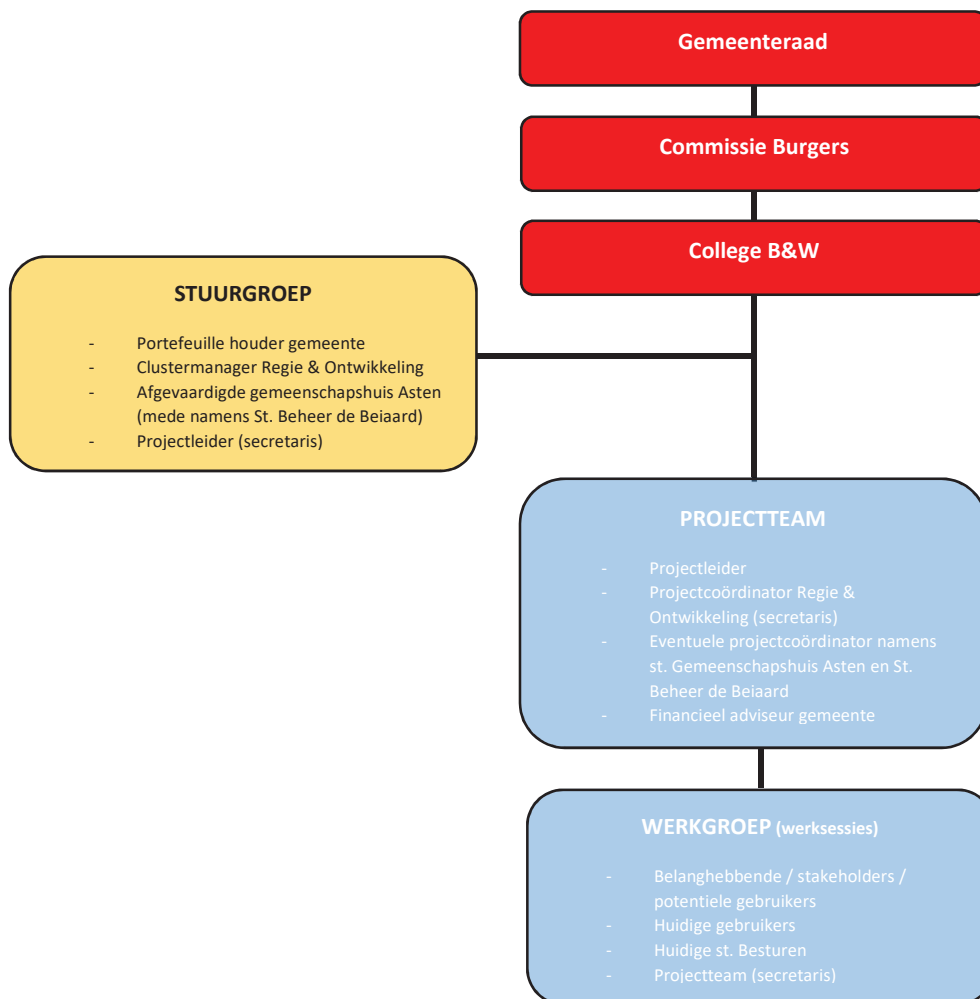 Gemeenteraad
Commissie Burgers
College B&W
STUURGROEP
- Portefeuille houder gemeente
- Clustermanager Regie & Ontwikkeling
- Afgevaardigde gemeenschapshuis Asten
(mede namens St. Beheer de Beiaard)
- Projectleider (secretaris)
PROJECTTEAM
- Projectleider
- Projectcoördinator Regie &
Ontwikkeling (secretaris)
- Eventuele projectcoördinator namens
st. Gemeenschapshuis Asten en St.
Beheer de Beiaard
- Financieel adviseur gemeente
WERKGROEP (werksessies)
- Belanghebbende / stakeholders /
potentiele gebruikers
- Huidige gebruikers
- Huidige st. Besturen
- Projectteam (secretaris)